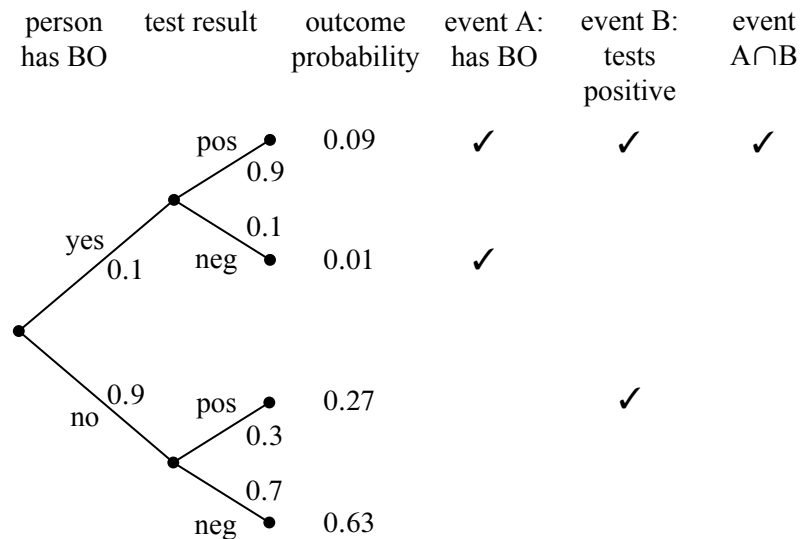 person test result outcome event A: event B: event
has BO probability has BO tests A∩B
positive
pos 0.09 ✓ ✓ ✓
0.9
yes 0.1
0.1 neg 0.01 ✓
0.9 pos 0.27 ✓
no 0.3
0.7
neg 0.63